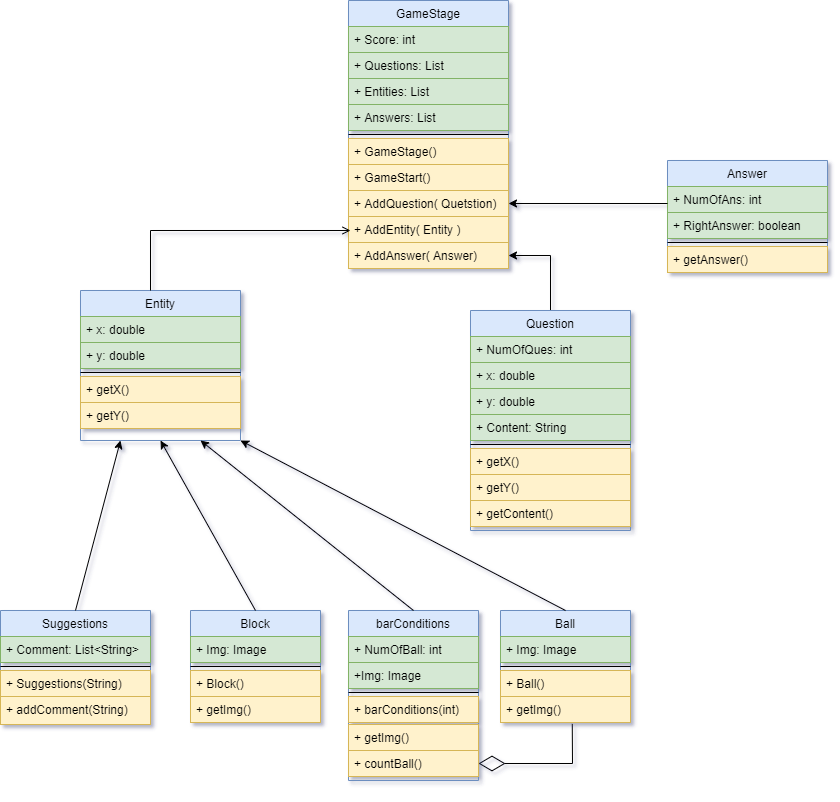 GameStage
+ Score: int
+ Questions: List
+ Entities: List
+ Answers: List
+ GameStage()
+ GameStart()
+ AddQuestion( Quetstion)
+ AddEntity( Entity )
+ AddAnswer( Answer)
Answer
+ NumOfAns: int
+ RightAnswer: boolean
+ getAnswer()
Entity
+ x: double
+ y: double
+ getX()
+ getY()
Question
+ NumOfQues: int
+ x: double
+ y: double
+ Content: String
+ getX()
+ getY()
+ getContent()
Suggestions
+ Comment: List<String>
+ Suggestions(String)
+ addComment(String)
Block
+ Img: Image
+ Block()
+ getImg()
barConditions
+ NumOfBall: int
+Img: Image
+ barConditions(int)
+ getImg()
+ countBall()
Ball
+ Img: Image
+ Ball()
+ getImg()